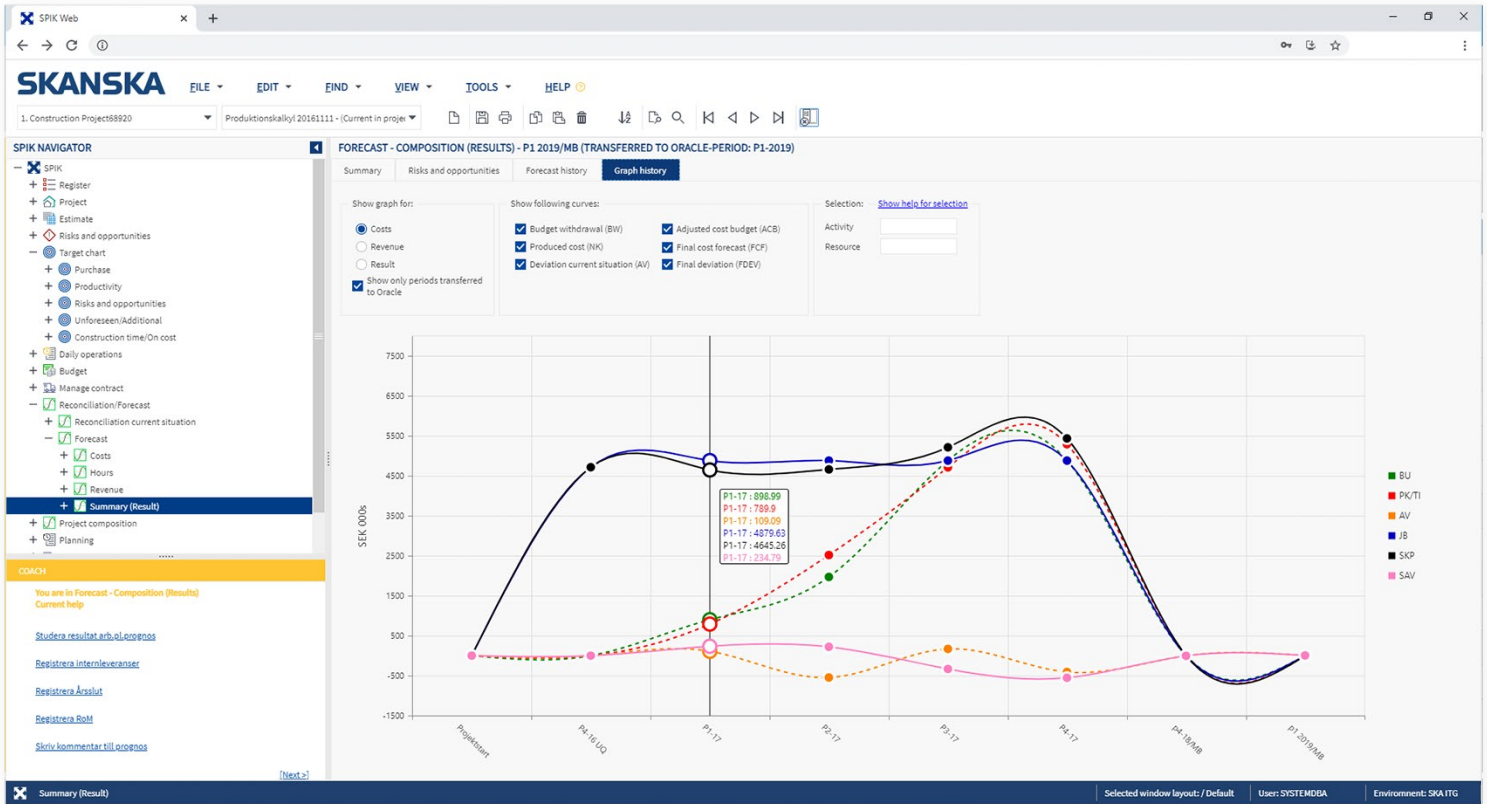 SPIK Web
SKANSKA
FILE
EDIT
FIND
VIEW
TOOLS
HELP
1. Construction Project68920
Produktionskalkyl 20161111 - (Current in projec
SPIK NAVIGATOR
SPIK
Register
Project
Estimate
Risks and opportunities
Target chart
Purchase
Productivity
Risks and opportunities
Unforeseen/Additional
Construction time/On cost
Daily operations
Budget
Manage contract
Reconciliation/Forecast
Reconciliation current situation
Forecast
Costs
Hours
Revenue
Summary (Result)
Project composition
Planning
COACH
You are in Forecast - Composition (Results)
Current help
Studera resultat arb.pl.prognos
Registrera internleveranser
Registrera Årsslut
Registrera RoM
Skriv kommentar till prognos
[Next >]
FORECAST - COMPOSITION (RESULTS) - P1 2019/MB (TRANSFERRED TO ORACLE-PERIOD: P1-2019)
Summary
Risks and opportunities
Forecast history
Graph history
Show graph for:
Costs
Revenue
Result
Show only periods transferred
to Oracle
Show following curves:
Budget withdrawal (BW)
Produced cost (NK)
Deviation current situation (AV)
Adjusted cost budget (ACB)
Final cost forecast (FCF)
Final deviation (FDEV)
Selection:
Show help for selection
Activity
Resource
SEK 000s
7500
6500
5500
4500
3500
2500
1500
500
-500
-1500
P1-17 : 898.99
P1-17 : 789.9
P1-17 : 109.09
P1-17 : 4879.63
P1-17 : 4645.26
P1-17 : 234.79
Projektstart
P4-16 UQ
P1-17
P2-17
P3-17
P4-17
p4-18/MB
p1 2019/MB
BU
PK/TI
AV
JB
SKP
SAV
Summary (Result)
Selected window layout: / Default
User: SYSTEMDBA
Enviromnent: SKA ITG